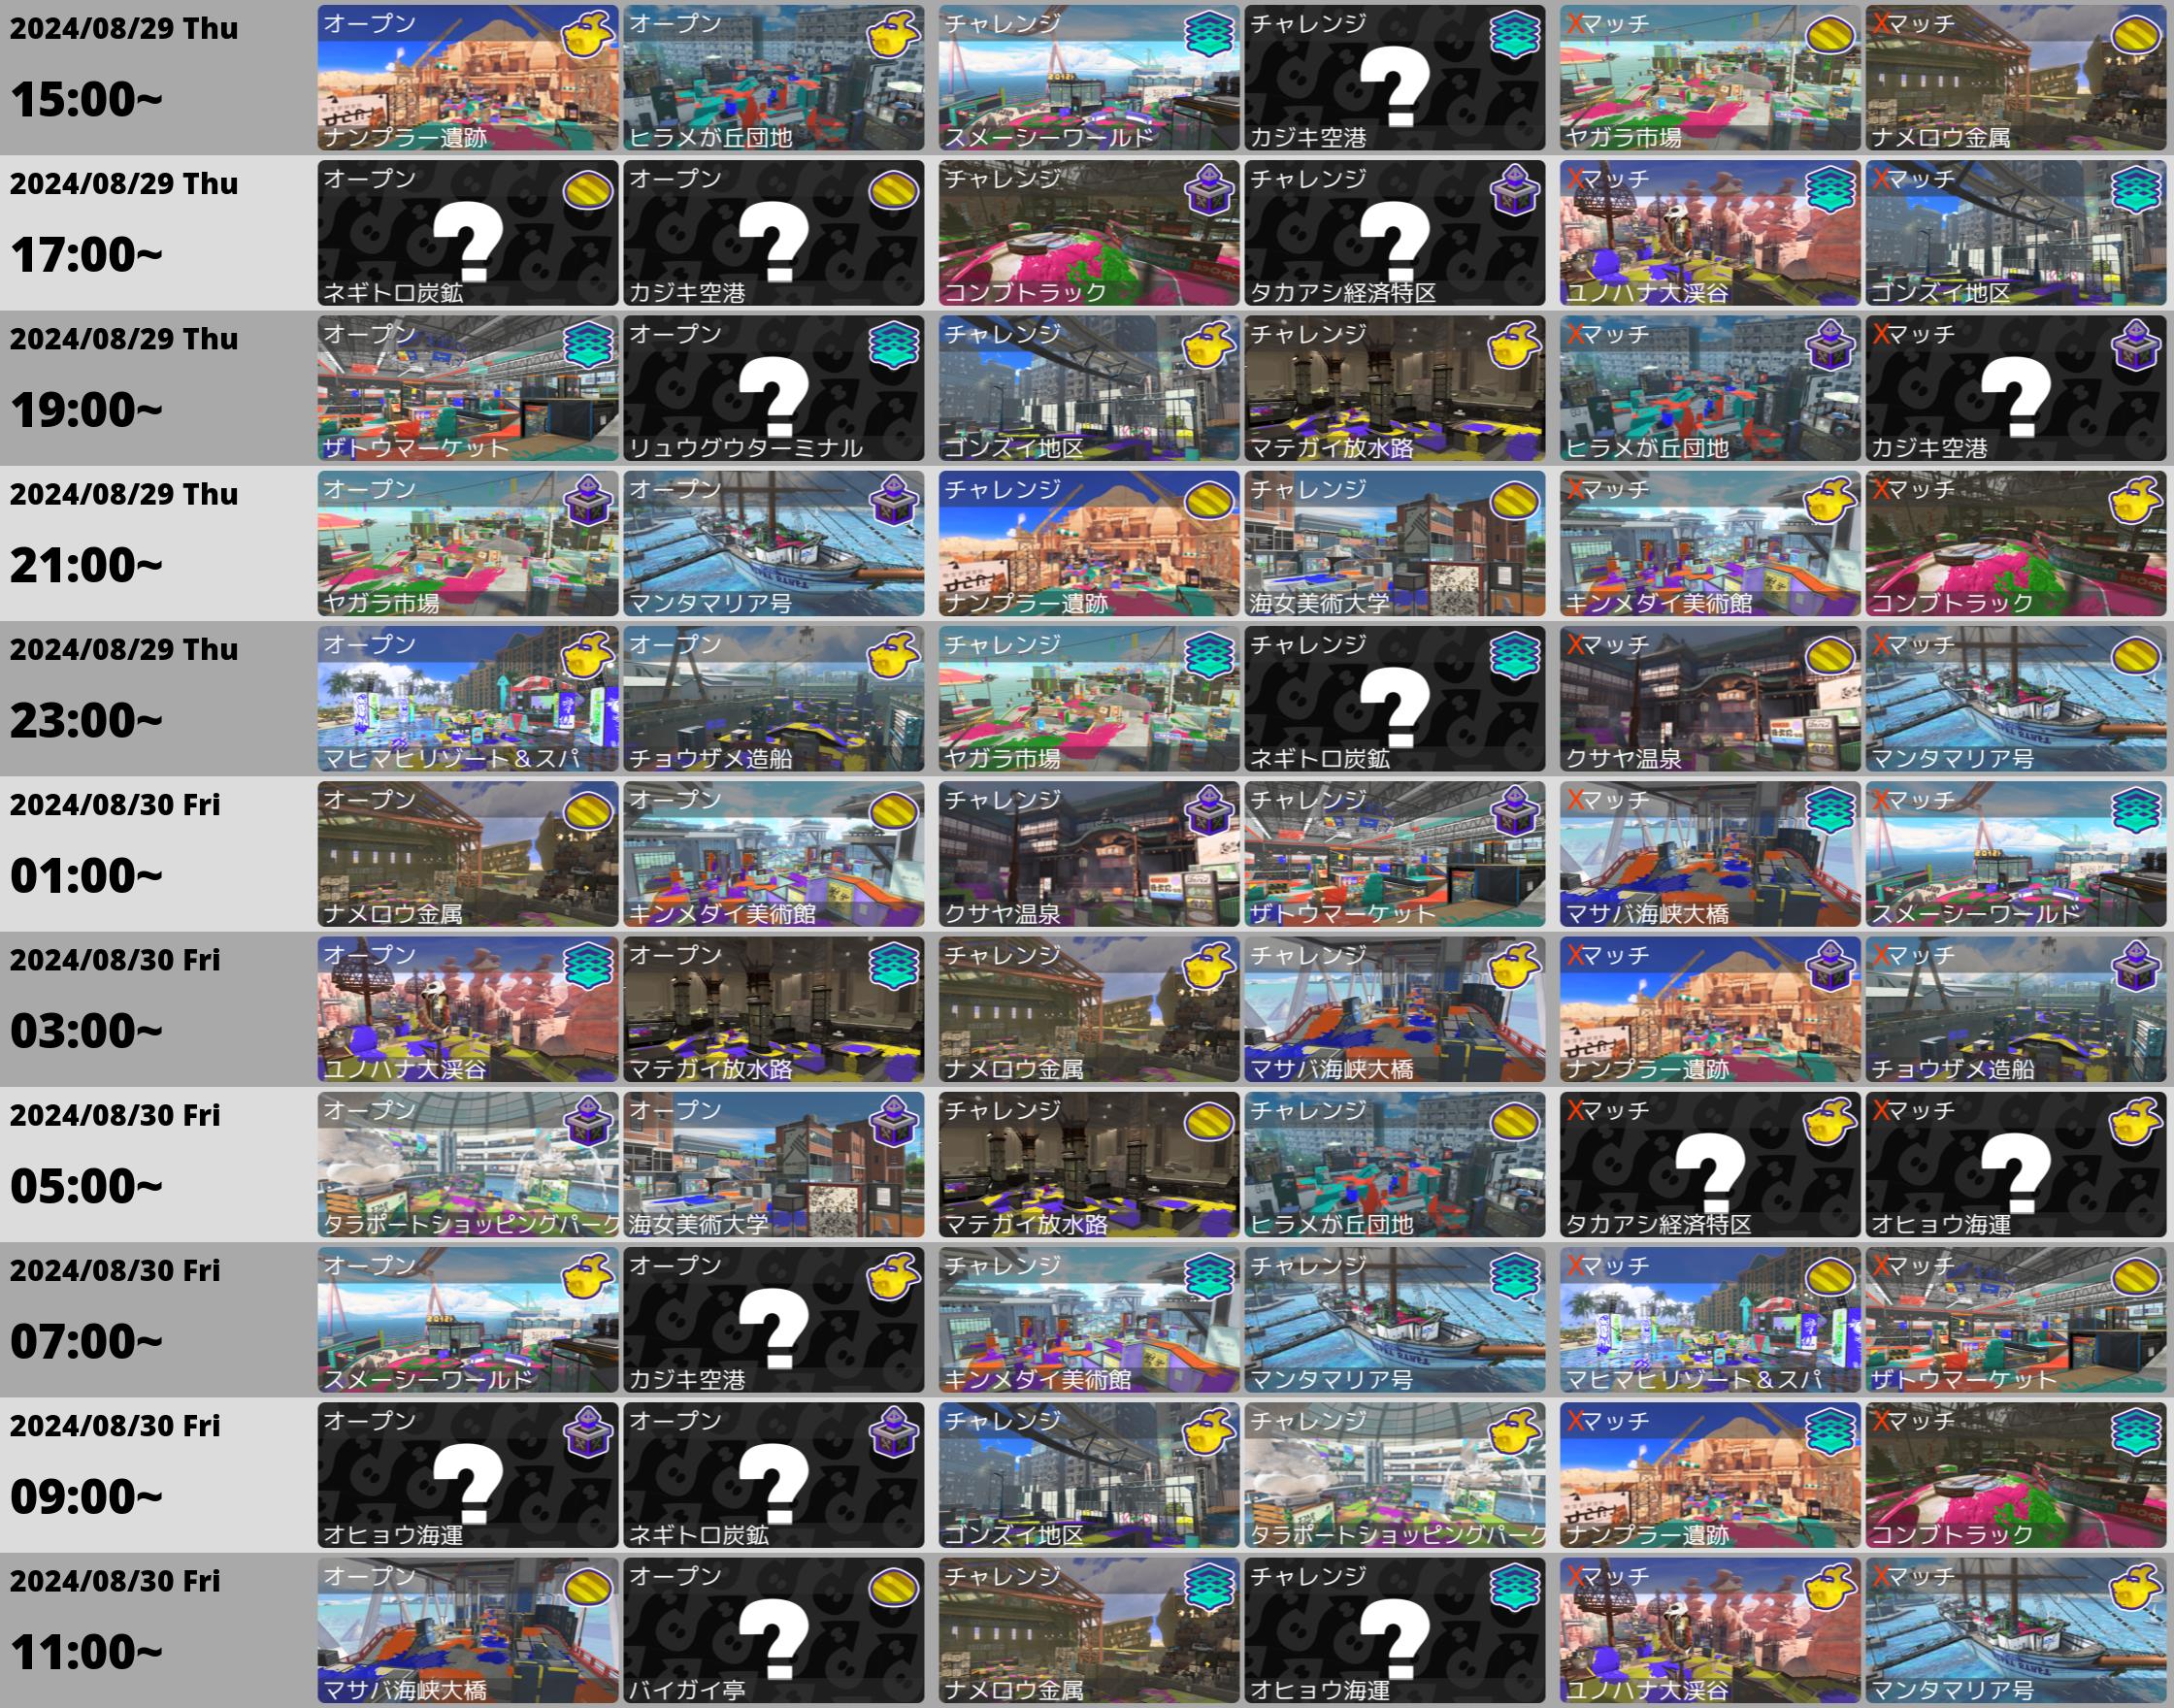 2024/08/29 Thu
15:00~
オープン
ナンプラー遺跡
オープン
ヒラメが丘団地
チャレンジ
スメーシーワールド
チャレンジ
カジキ空港
Xマッチ
ヤガラ市場
Xマッチ
ナメロウ金属
2024/08/29 Thu
17:00~
オープン
ネギトロ炭鉱
オープン
カジキ空港
チャレンジ
コンブトラック
チャレンジ
タカアシ経済特区
Xマッチ
ユノハナ大渓谷
Xマッチ
ゴンズイ地区
2024/08/29 Thu
19:00~
オープン
ザトウマーケット
オープン
リュウグウターミナル
チャレンジ
ゴンズイ地区
チャレンジ
マテガイ放水路
Xマッチ
ヒラメが丘団地
Xマッチ
カジキ空港
2024/08/29 Thu
21:00~
オープン
ヤガラ市場
オープン
マンタマリア号
チャレンジ
ナンプラー遺跡
チャレンジ
海女美術大学
Xマッチ
キンメダイ美術館
Xマッチ
コンブトラック
2024/08/29 Thu
23:00~
オープン
マヒマヒリゾート＆スパ
オープン
チョウザメ造船
チャレンジ
ヤガラ市場
チャレンジ
ネギトロ炭鉱
Xマッチ
クサヤ温泉
Xマッチ
マンタマリア号
2024/08/30 Fri
01:00~
オープン
ナメロウ金属
オープン
キンメダイ美術館
チャレンジ
クサヤ温泉
チャレンジ
ザトウマーケット
Xマッチ
マサバ海峡大橋
Xマッチ
スメーシーワールド
2024/08/30 Fri
03:00~
オープン
ユノハナ大渓谷
オープン
マテガイ放水路
チャレンジ
ナメロウ金属
チャレンジ
マサバ海峡大橋
Xマッチ
ナンプラー遺跡
Xマッチ
チョウザメ造船
2024/08/30 Fri
05:00~
オープン
タラポートショッピングパーク
オープン
海女美術大学
チャレンジ
マテガイ放水路
チャレンジ
ヒラメが丘団地
Xマッチ
タカアシ経済特区
Xマッチ
オヒョウ海運
2024/08/30 Fri
07:00~
オープン
スメーシーワールド
オープン
カジキ空港
チャレンジ
キンメダイ美術館
チャレンジ
マンタマリア号
Xマッチ
マヒマヒリゾート＆スパ
Xマッチ
ザトウマーケット
2024/08/30 Fri
09:00~
オープン
オヒョウ海運
オープン
ネギトロ炭鉱
チャレンジ
ゴンズイ地区
チャレンジ
タラポートショッピングパーク
Xマッチ
ナンプラー遺跡
Xマッチ
コンブトラック
2024/08/30 Fri
11:00~
オープン
マサバ海峡大橋
オープン
バイガイ亭
チャレンジ
ナメロウ金属
チャレンジ
オヒョウ海運
Xマッチ
ユノハナ大渓谷
Xマッチ
マンタマリア号